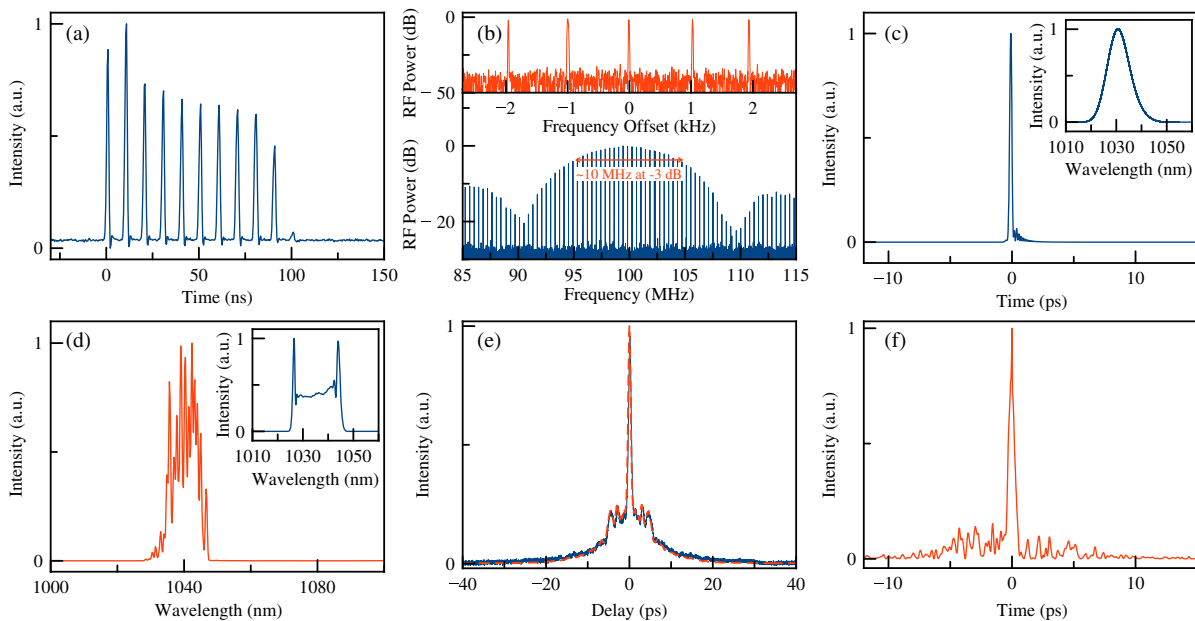 (a)
Intensity (a.u.)
1
0
0
50
100
150
Time (ns)
(b)
RF Power (dB)
0
−50
−2
−1
0
1
2
Frequency Offset (kHz)
RF Power (dB)
0
−20
~10 MHz at -3 dB
85
90
95
100
105
110
115
Frequency (MHz)
(c)
Intensity (a.u.)
1
0
−10
0
10
Time (ps)
Intensity (a.u.)
1
0
1010
1030
1050
Wavelength (nm)
(d)
Intensity (a.u.)
1
0
1000
1040
1080
Wavelength (nm)
Intensity (a.u.)
1
0
1010
1030
1050
Wavelength (nm)
(e)
Intensity (a.u.)
1
0
−40
−20
0
20
40
Delay (ps)
(f)
Intensity (a.u.)
1
0
−10
0
10
Time (ps)